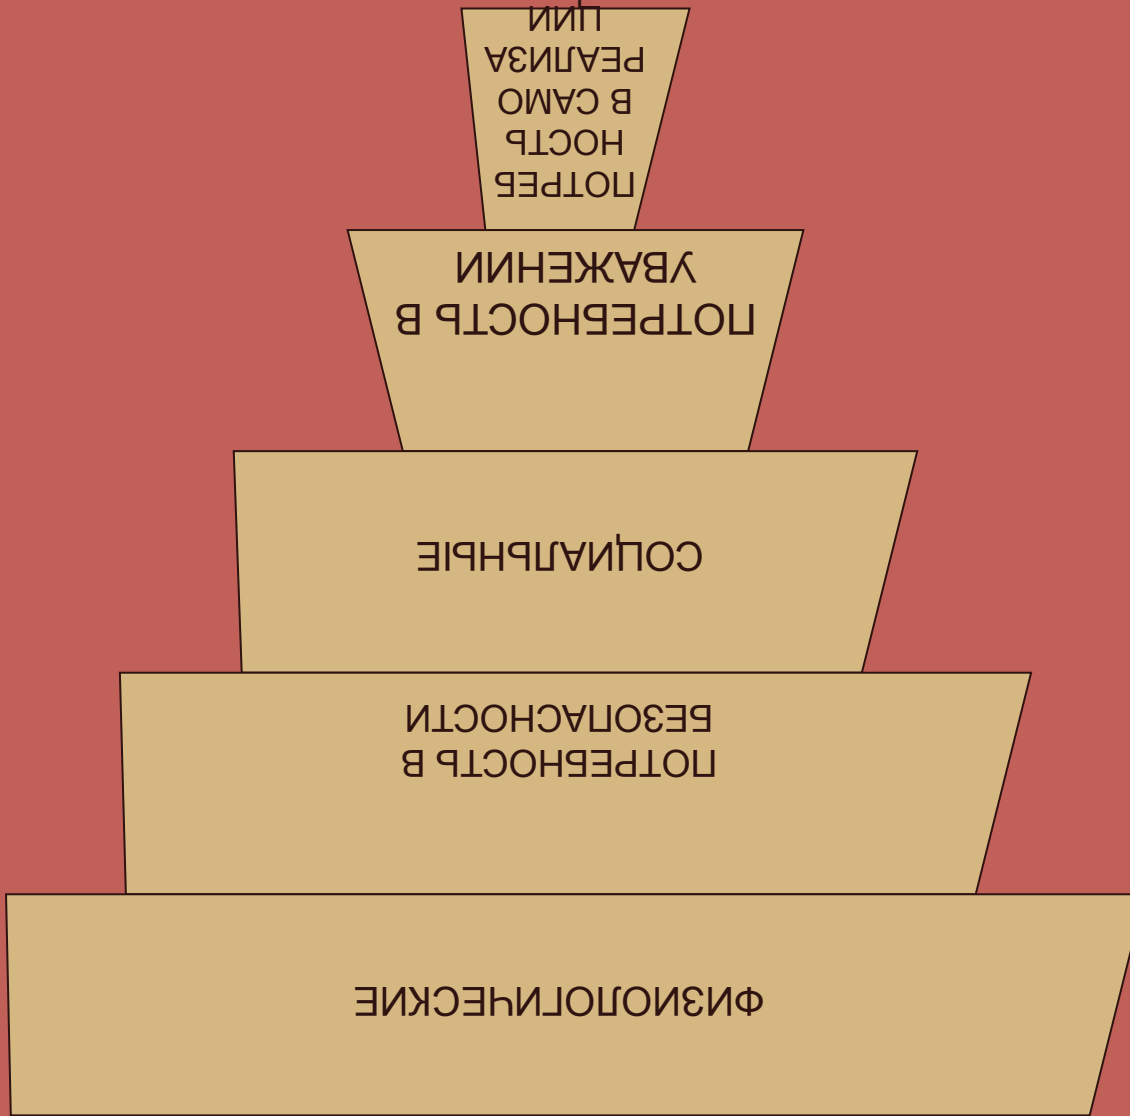 ФИЗИОЛОГИЧЕСКИЕ
ПОТРЕБНОСТЬ В
БЕЗОПАСНОСТИ
СОЦИАЛЬНЫЕ
ПОТРЕБНОСТЬ В
УВАЖЕНИИ
ПОТРЕБ
НОСТЬ
В САМО
РЕАЛИЗА
ЦИИ